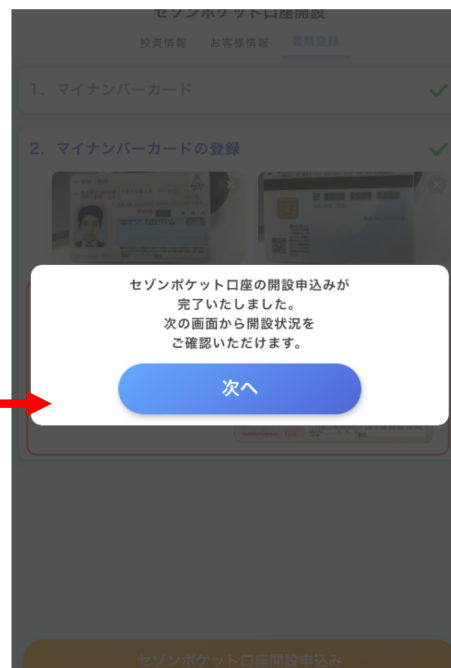 セゾンポケット口座開設
投資情報 お客様情報 書類登録
1. マイナンバーカード
2. マイナンバーカードの登録
セゾンポケット口座の開設申込みが
完了いたしました。
次の画面から開設状況を
ご確認いただけます。
次へ
セゾンポケット口座開設申込み